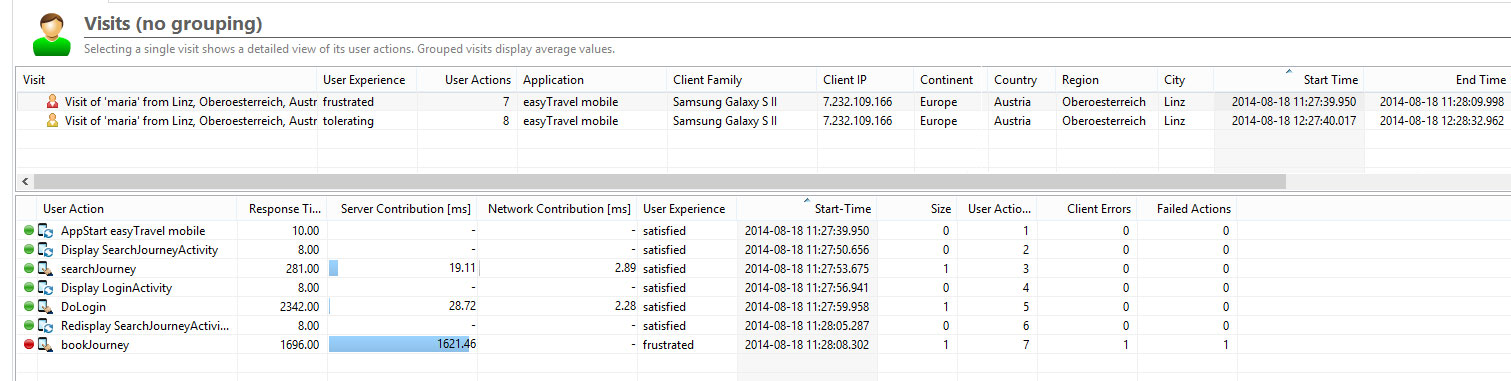 Visits (no grouping)
Selecting a single visit shows a detailed view of its user actions. Grouped visits display average values.
Visit User Experience User Actions Application Client Family Client IP Continent Country Region City Start Time End Time
Visit of 'maria' from Linz, Oberoesterreich, Austr frustrated 7 easyTravel mobile Samsung Galaxy S II 7.232.109.166 Europe Austria Oberoesterreich Linz 2014-08-18 11:27:39.950 2014-08-18 11:28:09.998
Visit of 'maria' from Linz, Oberoesterreich, Austr tolerating 8 easyTravel mobile Samsung Galaxy S II 7.232.109.166 Europe Austria Oberoesterreich Linz 2014-08-18 12:27:40.017 2014-08-18 12:28:32.962
User Action Response Ti... Server Contribution [ms] Network Contribution [ms] User Experience Start-Time Size User Actio... Client Errors Failed Actions
AppStart easyTravel mobile 10.00 - - satisfied 2014-08-18 11:27:39.950 0 1 0 0
Display SearchJourneyActivity 8.00 - - satisfied 2014-08-18 11:27:50.656 0 2 0 0
searchJourney 281.00 19.11 2.89 satisfied 2014-08-18 11:27:53.675 1 3 0 0
Display LoginActivity 8.00 - - satisfied 2014-08-18 11:27:56.941 0 4 0 0
DoLogin 2342.00 28.72 2.28 satisfied 2014-08-18 11:27:59.958 1 5 0 0
Redisplay SearchJourneyActivi... 8.00 - - satisfied 2014-08-18 11:28:05.287 0 6 0 0
bookJourney 1696.00 1621.46 - frustrated 2014-08-18 11:28:08.302 1 7 1 1